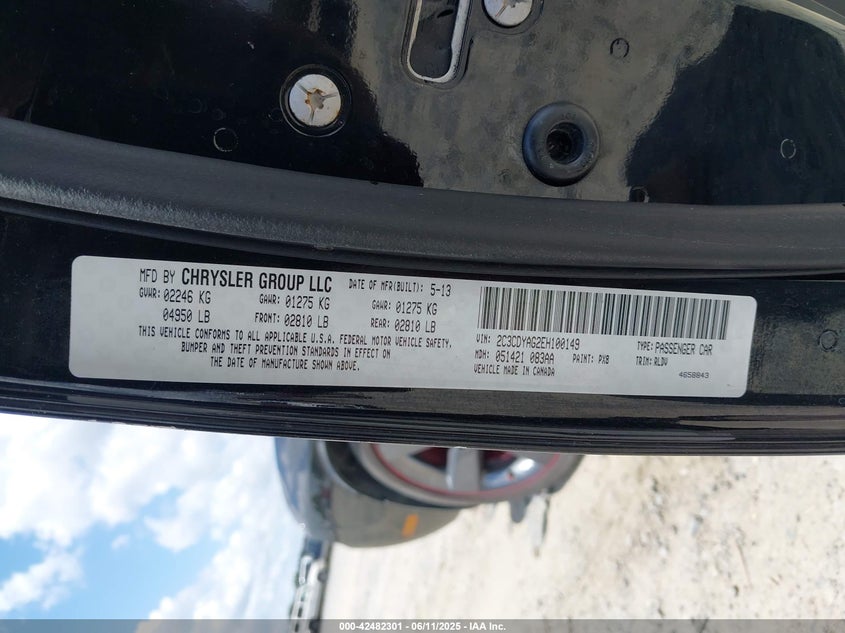 MFD BY CHRYSLER GROUP LLC DATE OF MFR(BUILT): 5-13
GVWR: 02246 KG GAWR: 01275 KG GAWR: 01275 KG
04950 LB FRONT: 02810 LB REAR: 02810 LB
THIS VEHICLE CONFORMS TO ALL APPLICABLE U.S.A. FEDERAL MOTOR VEHICLE SAFETY,
BUMPER AND THEFT PREVENTION STANDARDS IN EFFECT ON
THE DATE OF MANUFACTURE SHOWN ABOVE.
VIN: 2C3CDYAG2EH100149 TYPE: PASSENGER CAR
MDH: 051421 083AA PAINT: PX8 TRIM: RLDV
VEHICLE MADE IN CANADA 4658843
000-42482301 - 06/11/2025 - IAA Inc.